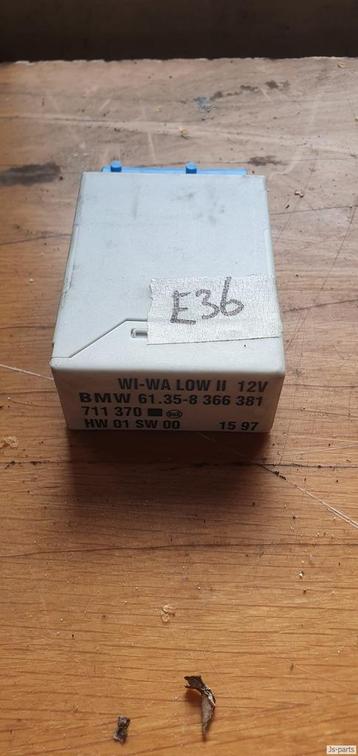 E36
WI-WA LOW II 12V
BMW 61.35-8 366 381
711 370
HW 01 SW 00 15 97
Js-parts